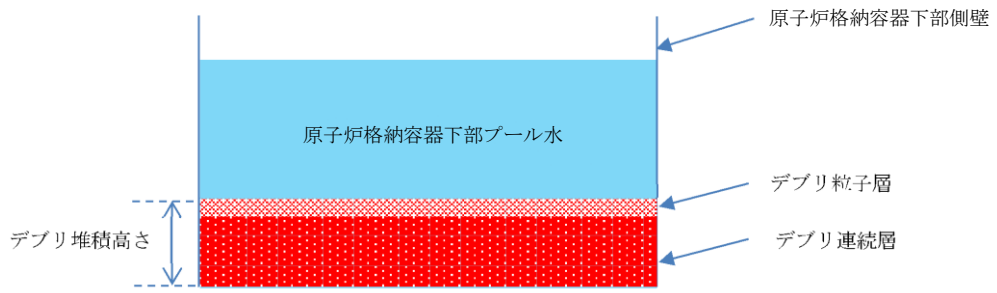 原子炉格納容器下部側壁
原子炉格納容器下部プール水
デブリ粒子層
デブリ堆積高さ
デブリ連続層